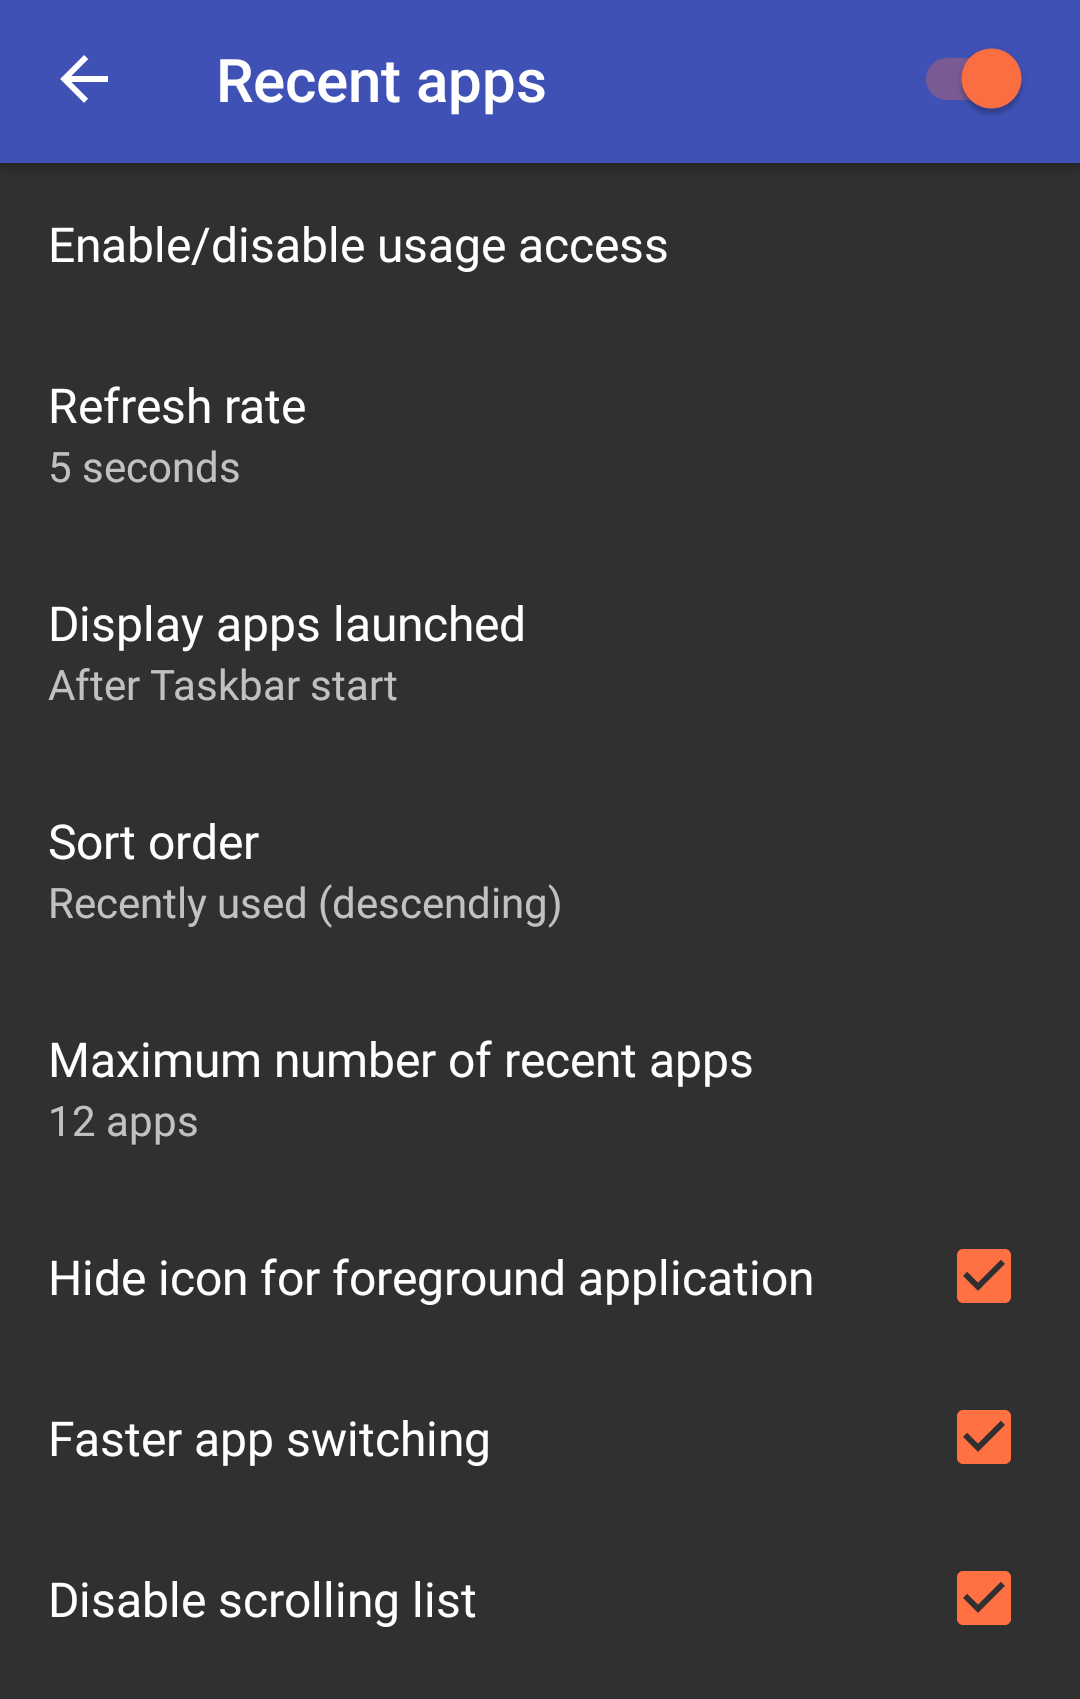 Recent apps
Enable/disable usage access
Refresh rate
5 seconds
Display apps launched
After Taskbar start
Sort order
Recently used (descending)
Maximum number of recent apps
12 apps
Hide icon for foreground application
Faster app switching
Disable scrolling list